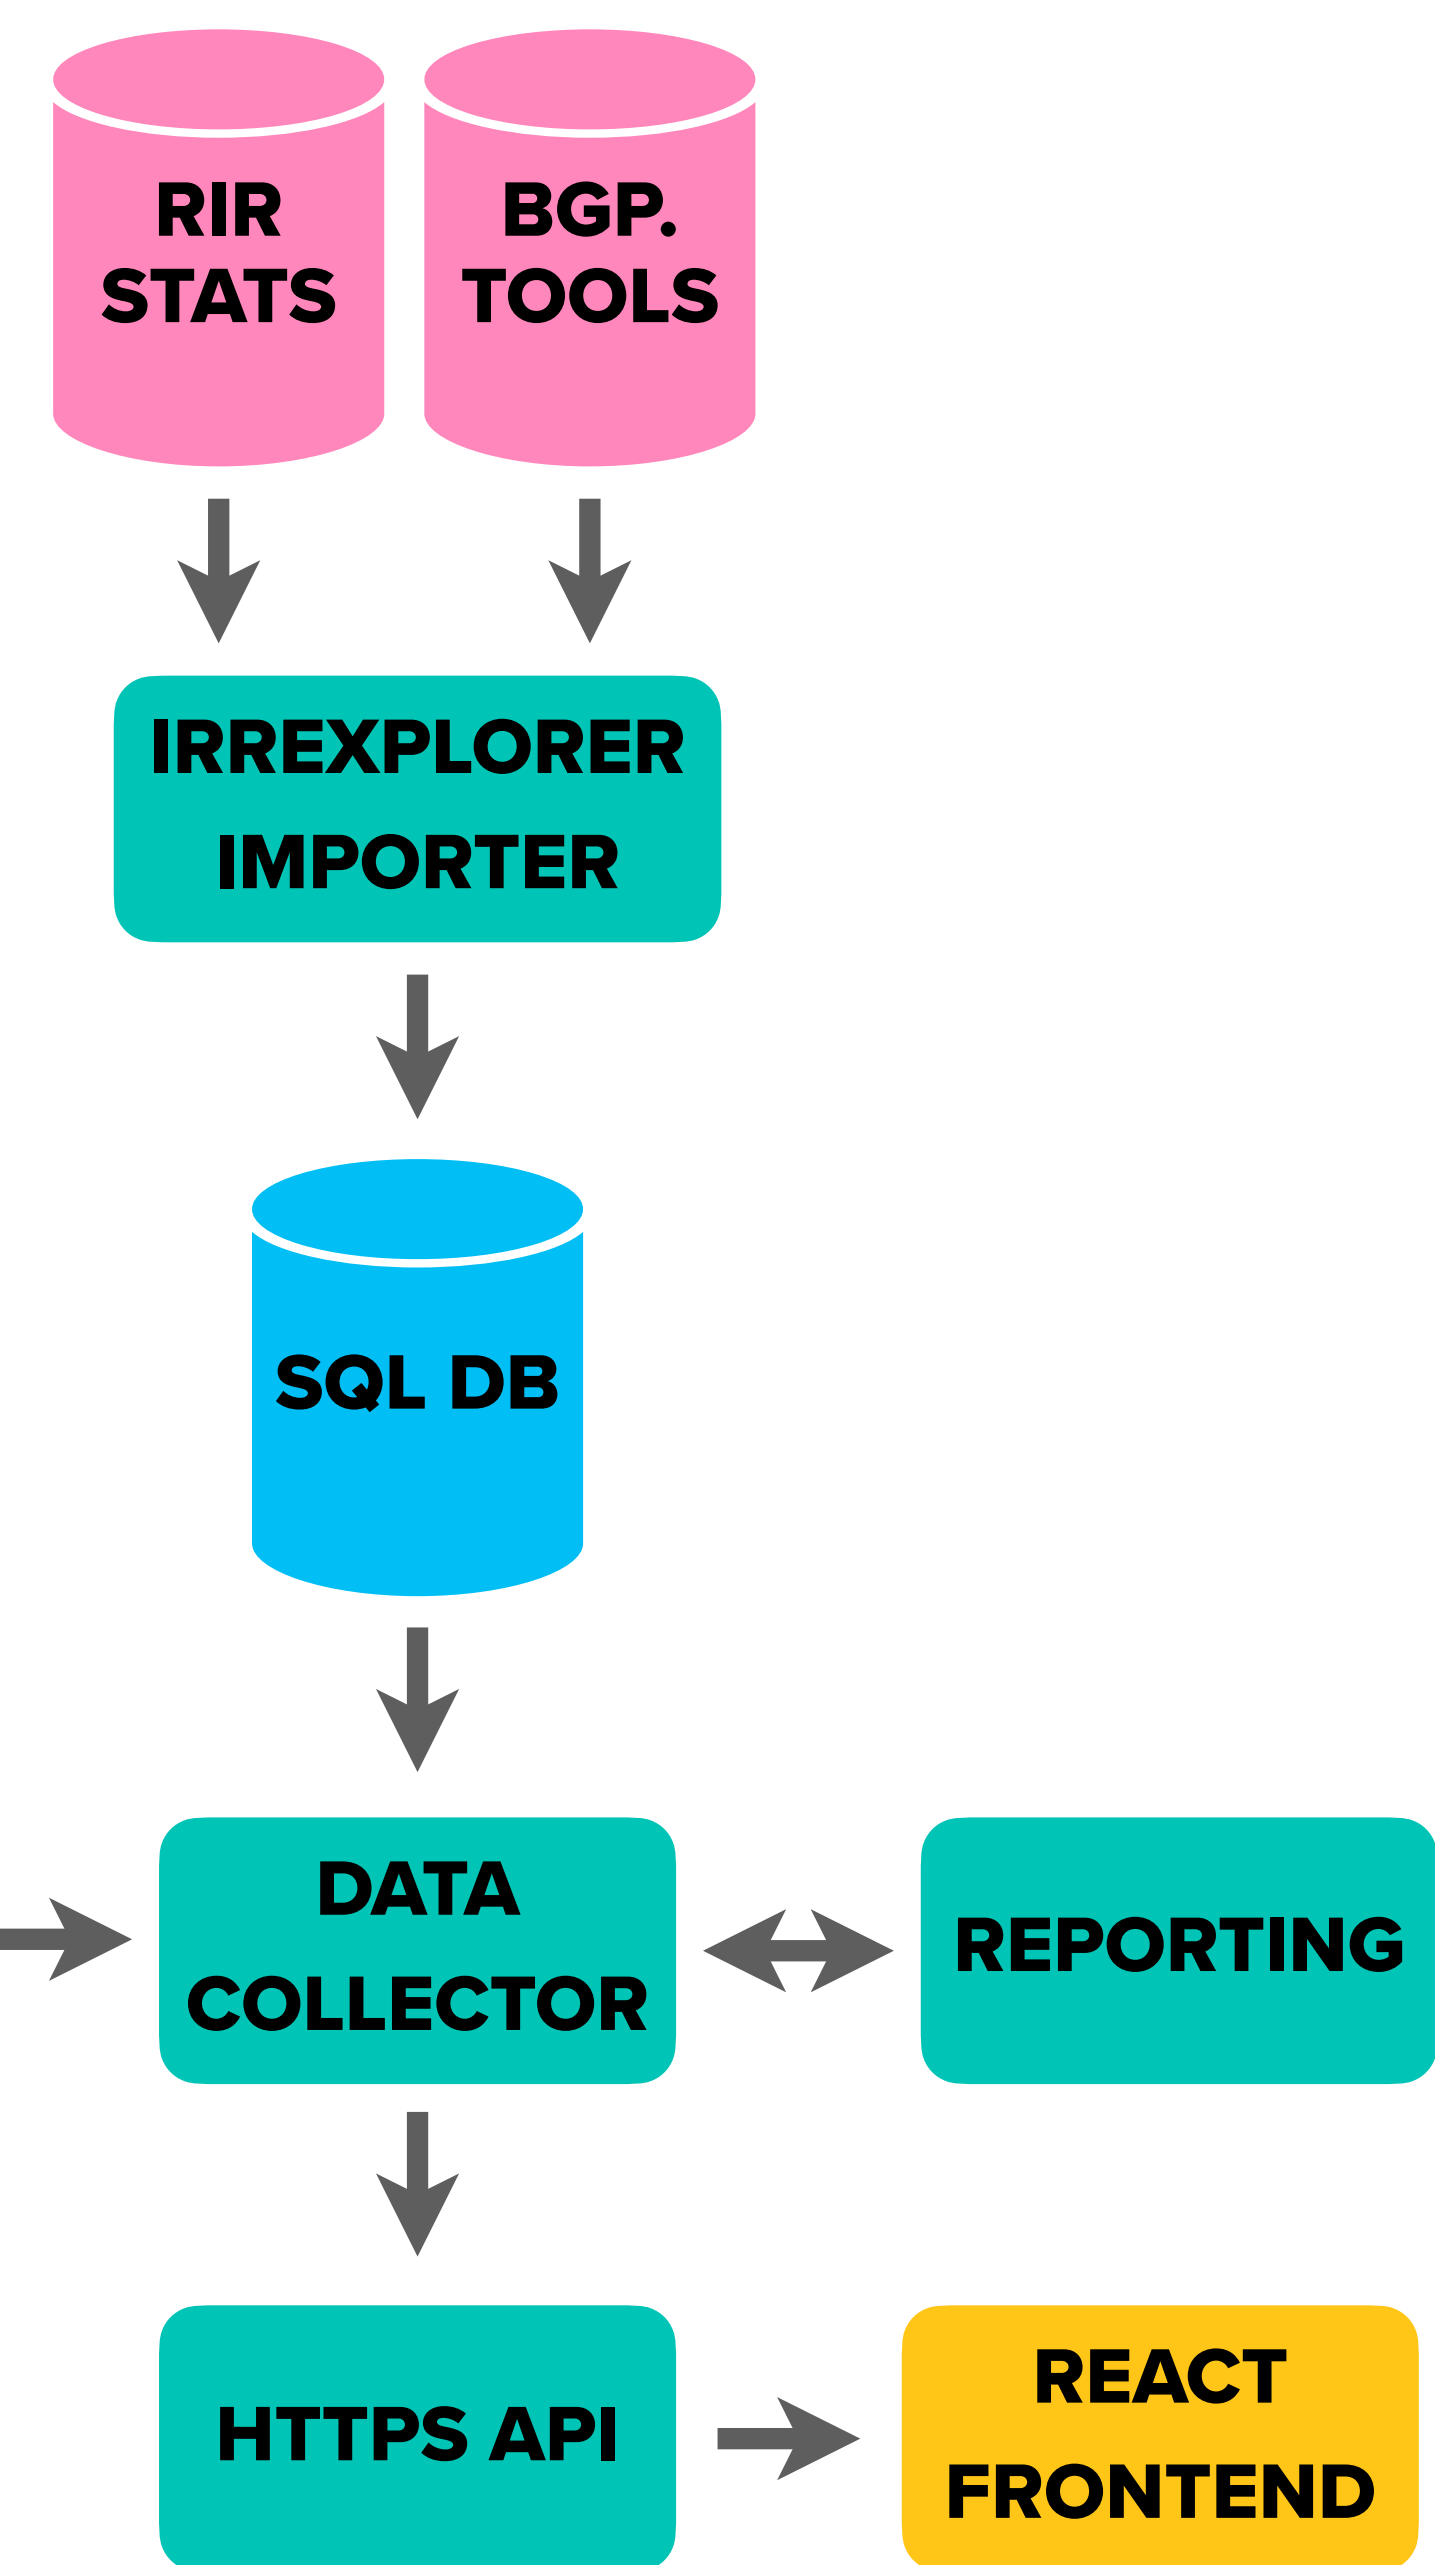 RIR
STATS
BGP.
TOOLS
IRREXPLORER
IMPORTER
SQL DB
DATA
COLLECTOR
REPORTING
HTTPS API
REACT
FRONTEND